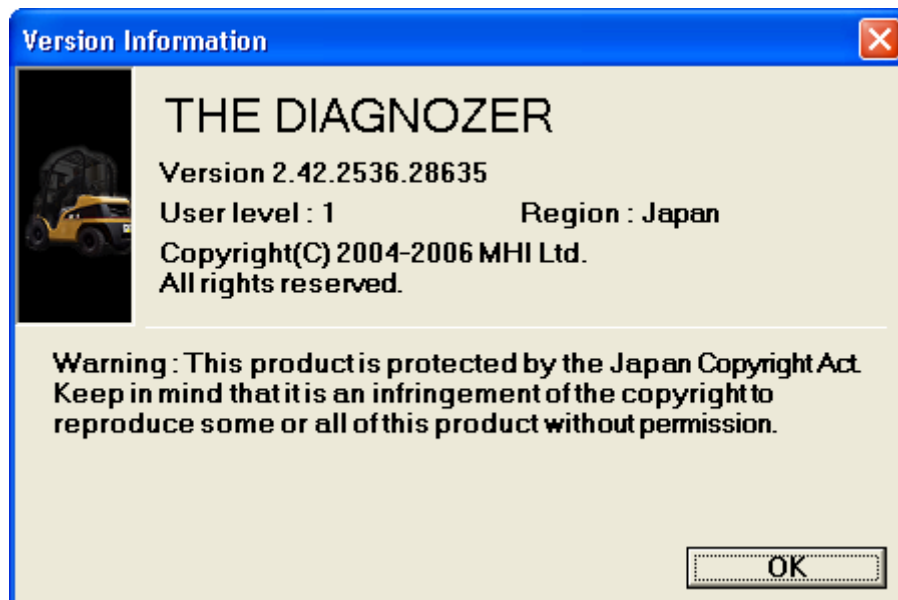 Version Information
THE DIAGNOZER
Version 2.42.2536.28635
User level : 1 Region : Japan
Copyright(C) 2004-2006 MHI Ltd.
All rights reserved.
Warning : This product is protected by the Japan Copyright Act.
Keep in mind that it is an infringement of the copyright to
reproduce some or all of this product without permission.
OK